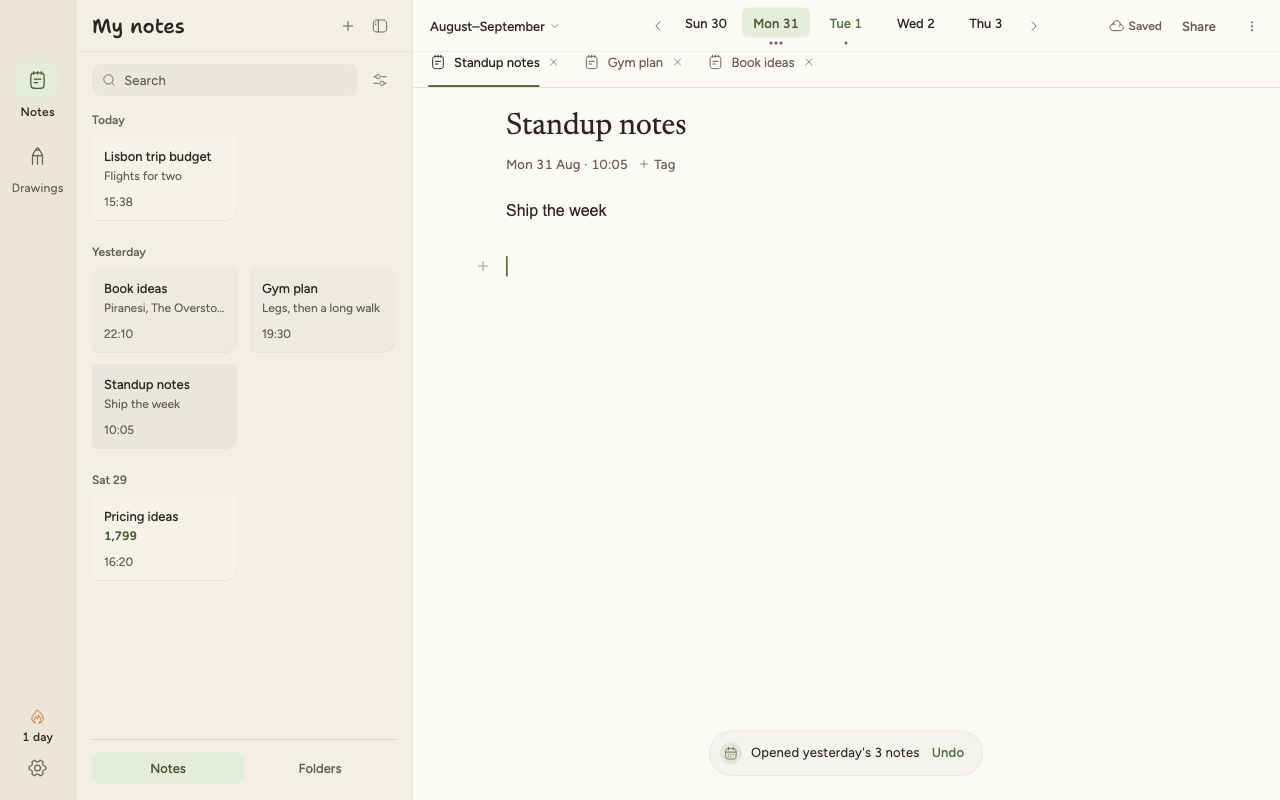 My notes
Search
Notes
Drawings
Today
Lisbon trip budget
Flights for two
15:38
Yesterday
Book ideas
Piranesi, The Oversto…
22:10
Gym plan
Legs, then a long walk
19:30
Standup notes
Ship the week
10:05
Sat 29
Pricing ideas
1,799
16:20
1 day
Notes
Folders
August–September
Sun 30
Mon 31
Tue 1
Wed 2
Thu 3
Saved
Share
Standup notes
Gym plan
Book ideas
Standup notes
Mon 31 Aug · 10:05
+ Tag
Ship the week
Opened yesterday's 3 notes
Undo